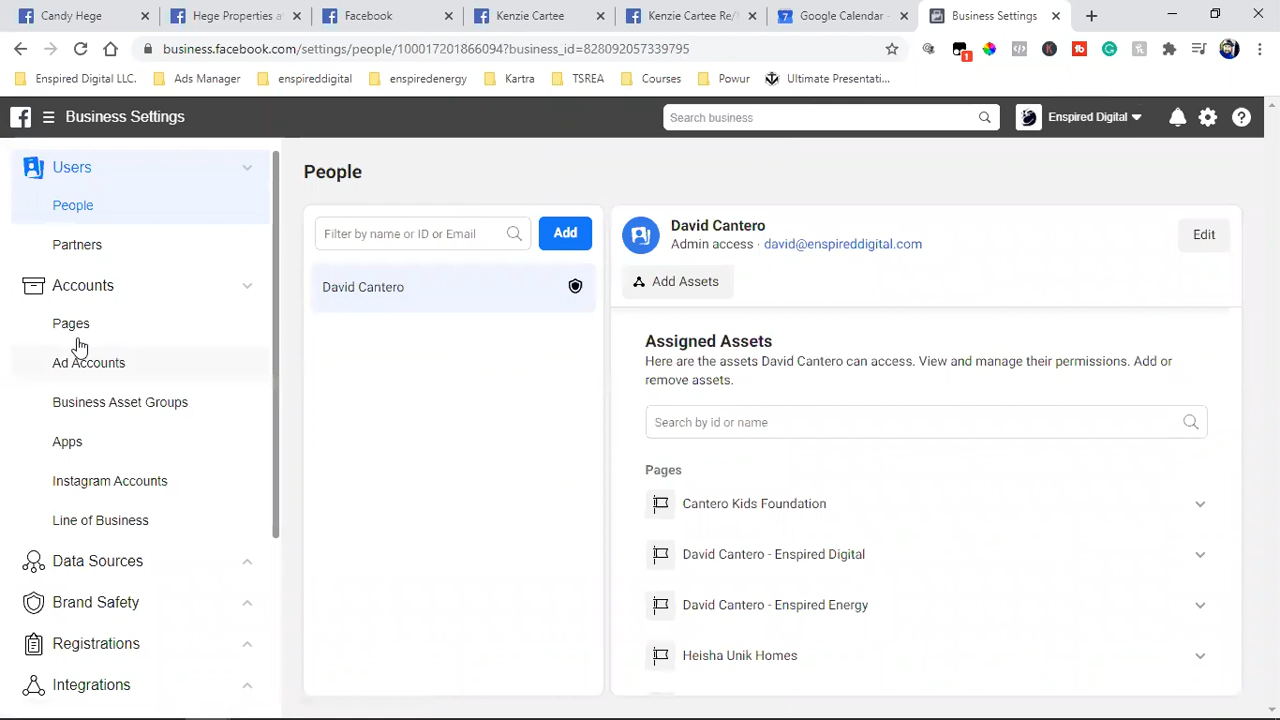 Candy Hege
Hege Properties a
Facebook
Kenzie Cartee
Kenzie Cartee Re/
7
Google Calendar -
Business Settings
business.facebook.com/settings/people/100017201866094?business_id=828092057339795
1
K
Enspired Digital LLC.
Ads Manager
enspireddigital
enspiredenergy
Kartra
TSREA
Courses
Powur
Ultimate Presentati...
Business Settings
Search business
Enspired Digital
Users
People
Partners
Accounts
Pages
Ad Accounts
Business Asset Groups
Apps
Instagram Accounts
Line of Business
Data Sources
Brand Safety
Registrations
Integrations
People
Filter by name or ID or Email
Add
David Cantero
David Cantero
Admin access · david@enspireddigital.com
Edit
Add Assets
Assigned Assets
Here are the assets David Cantero can access. View and manage their permissions. Add or
remove assets.
Search by id or name
Pages
Cantero Kids Foundation
David Cantero - Enspired Digital
David Cantero - Enspired Energy
Heisha Unik Homes